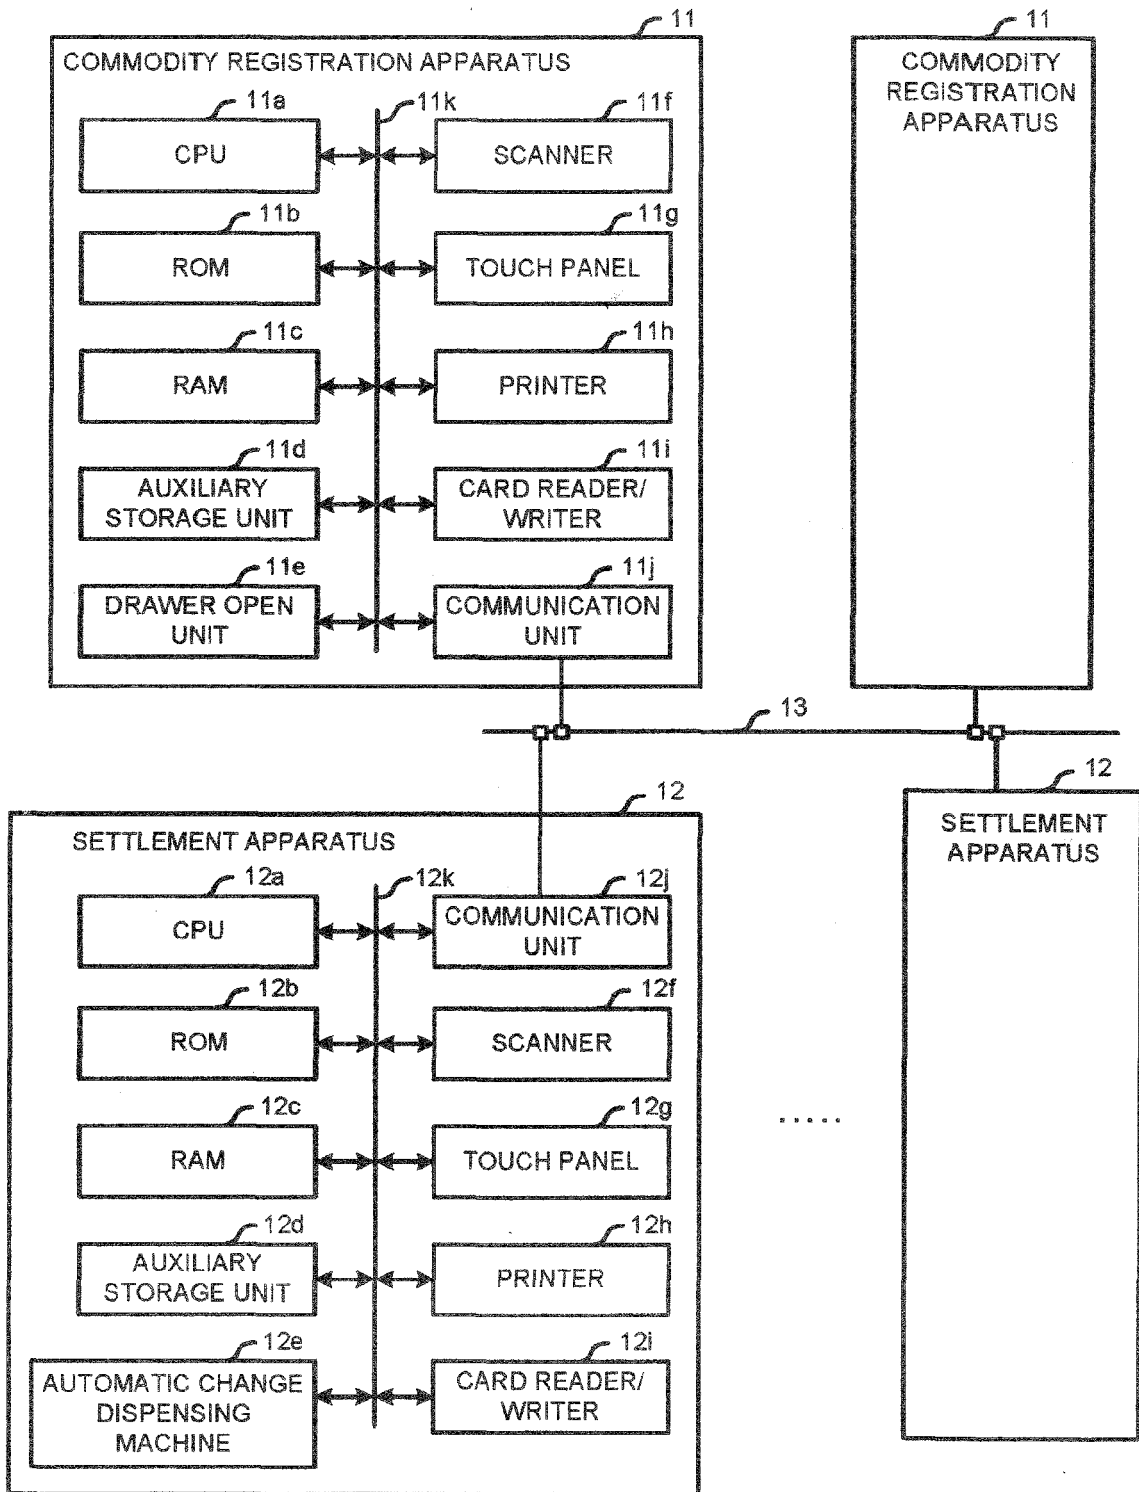 11
COMMODITY REGISTRATION APPARATUS
11a
11k
11f
CPU
SCANNER
11b
11g
ROM
TOUCH PANEL
11c
11h
RAM
PRINTER
11d
11i
AUXILIARY
STORAGE UNIT
CARD READER/
WRITER
11e
11j
DRAWER OPEN
UNIT
COMMUNICATION
UNIT
11
COMMODITY
REGISTRATION
APPARATUS
13
12
SETTLEMENT APPARATUS
12a
12k
12j
CPU
COMMUNICATION
UNIT
12b
12f
ROM
SCANNER
12c
12g
RAM
TOUCH PANEL
12d
12h
AUXILIARY
STORAGE UNIT
PRINTER
12e
12i
AUTOMATIC CHANGE
DISPENSING
MACHINE
CARD READER/
WRITER
.....
12
SETTLEMENT
APPARATUS